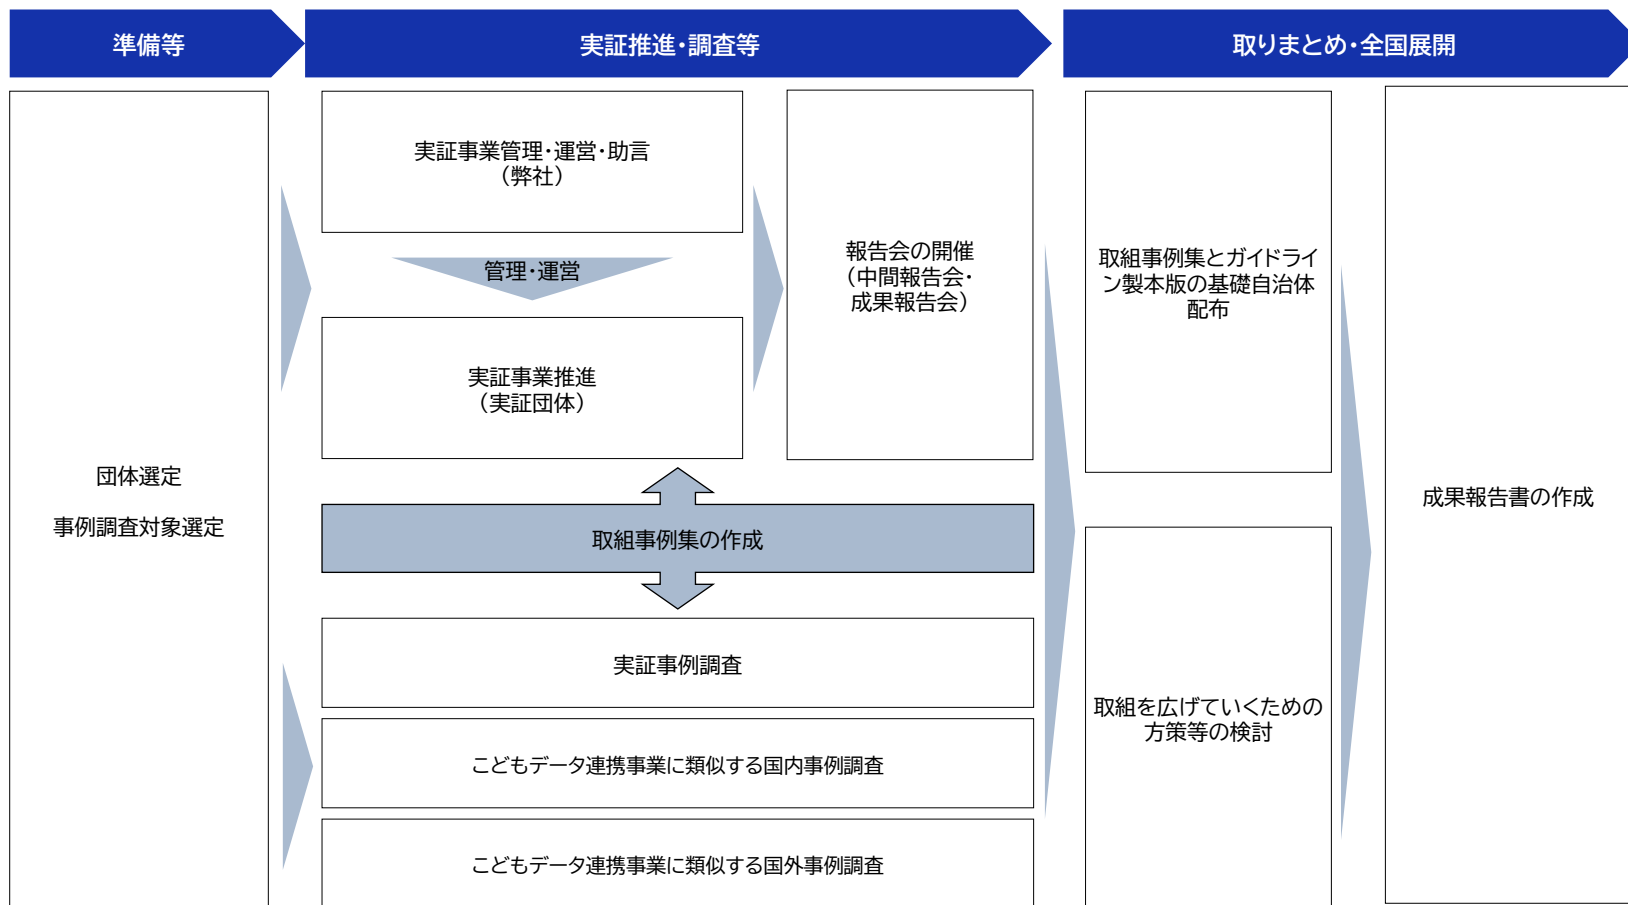 準備等
実証推進・調査等
取りまとめ・全国展開
団体選定
事例調査対象選定
実証事業管理・運営・助言
（弊社）
管理・運営
実証事業推進
（実証団体）
報告会の開催
（中間報告会・
成果報告会）
取組事例集の作成
実証事例調査
こどもデータ連携事業に類似する国内事例調査
こどもデータ連携事業に類似する国外事例調査
取組事例集とガイドライ
ン製本版の基礎自治体
配布
取組を広げていくための
方策等の検討
成果報告書の作成